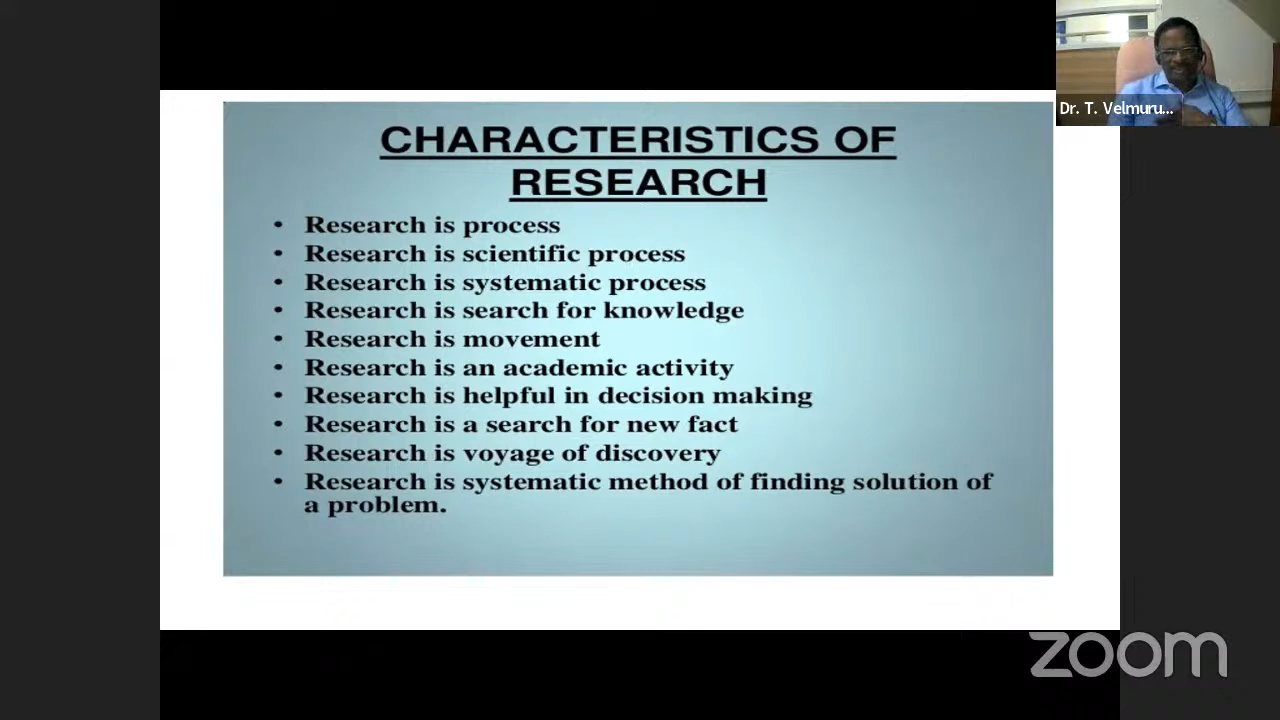 Dr. T. Velmuru...
CHARACTERISTICS OF
RESEARCH
• Research is process
• Research is scientific process
• Research is systematic process
• Research is search for knowledge
• Research is movement
• Research is an academic activity
• Research is helpful in decision making
• Research is a search for new fact
• Research is voyage of discovery
• Research is systematic method of finding solution of
a problem.
zoom